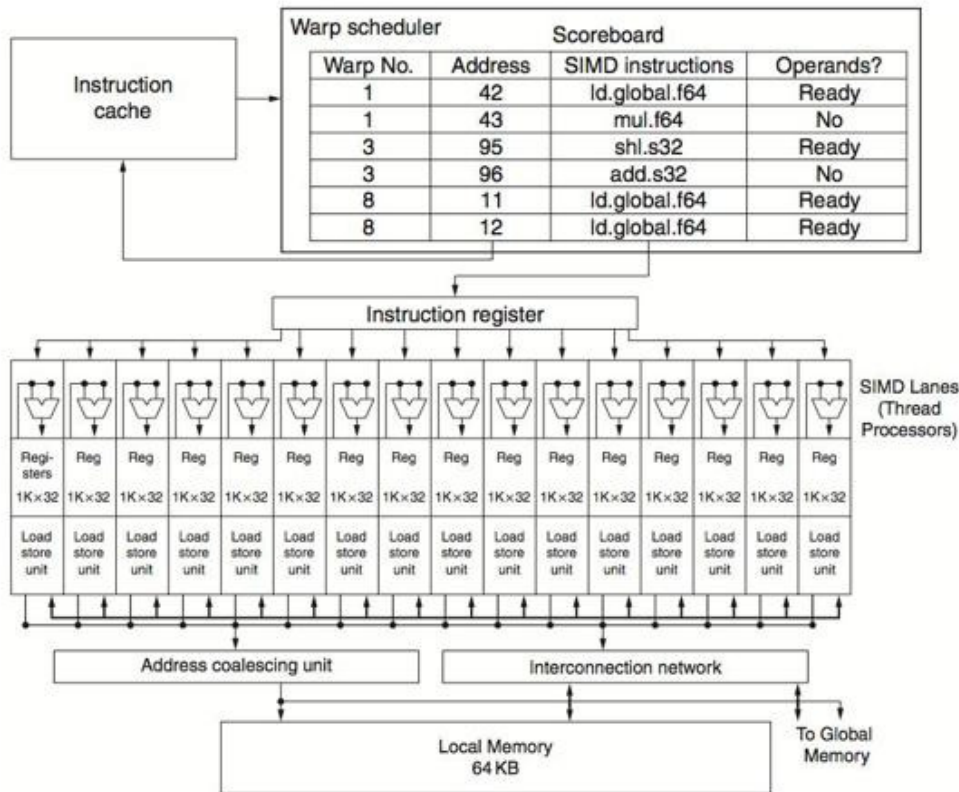 Warp scheduler
Scoreboard
Warp No. Address SIMD instructions Operands?
1 42 ld.global.f64 Ready
1 43 mul.f64 No
3 95 shl.s32 Ready
3 96 add.s32 No
8 11 ld.global.f64 Ready
8 12 ld.global.f64 Ready
Instruction
cache
Instruction register
SIMD Lanes
(Thread
Processors)
Regi-
sters Reg Reg Reg Reg Reg Reg Reg Reg Reg Reg Reg Reg Reg Reg Reg
1K×32 1K×32 1K×32 1K×32 1K×32 1K×32 1K×32 1K×32 1K×32 1K×32 1K×32 1K×32 1K×32 1K×32 1K×32 1K×32
Load Load Load Load Load Load Load Load Load Load Load Load Load Load Load Load
store store store store store store store store store store store store store store store store
unit unit unit unit unit unit unit unit unit unit unit unit unit unit unit unit
Address coalescing unit
Interconnection network
Local Memory
64 KB
To Global
Memory